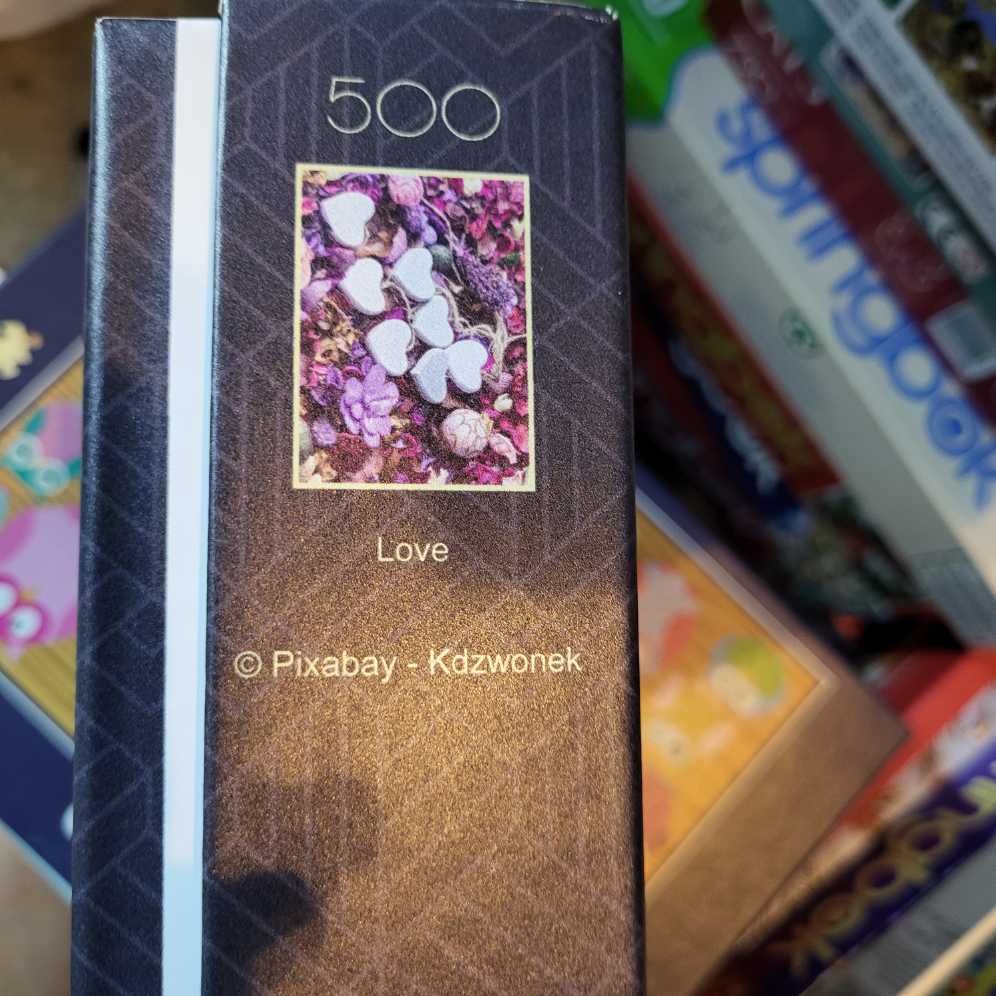 500
Love
© Pixabay - Kdzwonek
springbok